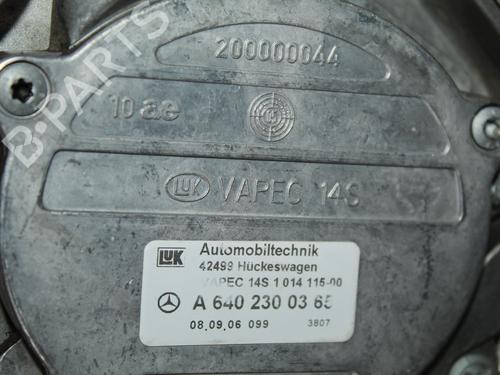 200000044
10 ae
05
LUK VAPEC 14S
LUK Automobiltechnik
42499 Hückeswagen
VAPEC 14S 1 014 115-00
A 640 230 03 65
08.09.06 099 3807
B-PARTS